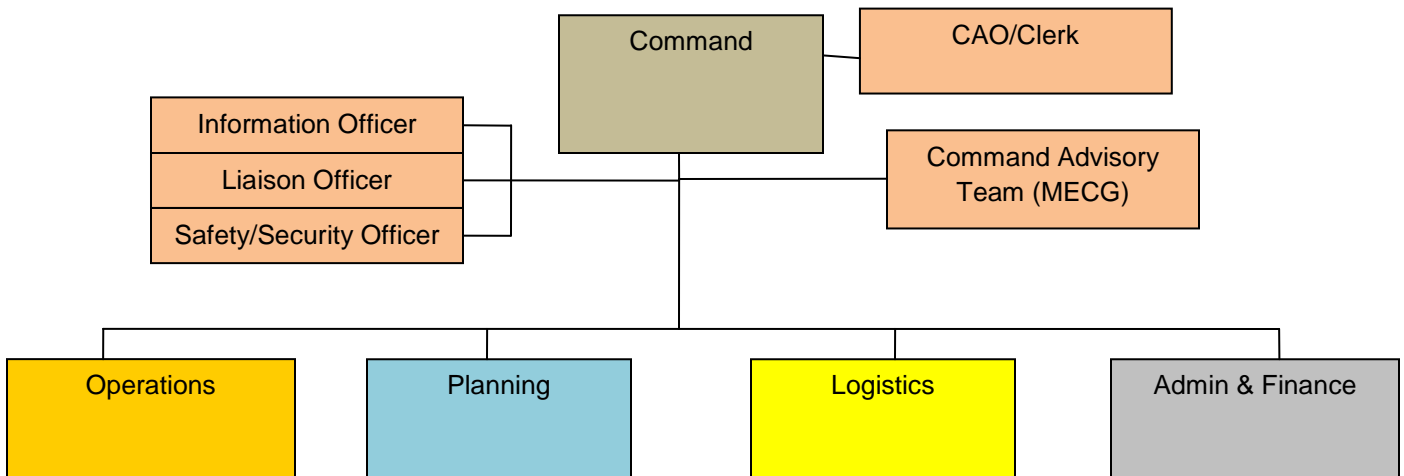 Command
CAO/Clerk
Information Officer
Liaison Officer
Safety/Security Officer
Command Advisory
Team (MECG)
Operations
Planning
Logistics
Admin & Finance